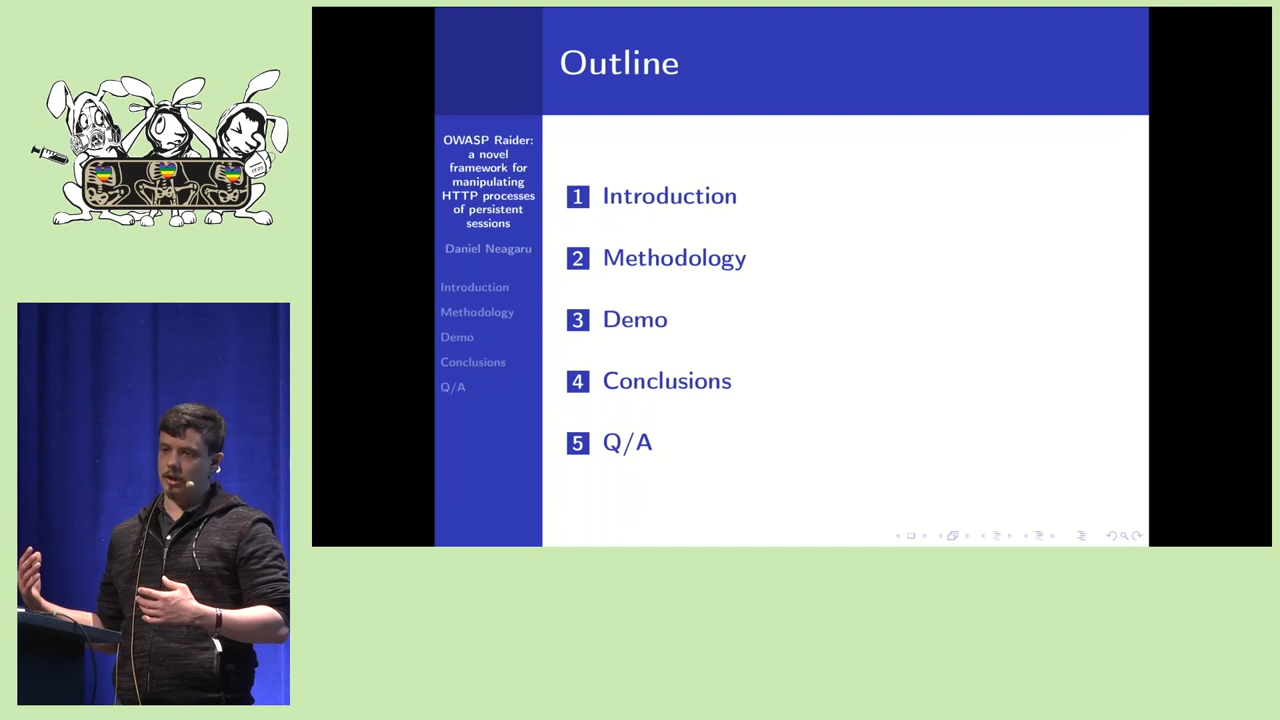 Outline
OWASP Raider:
a novel
framework for
manipulating
HTTP processes
of persistent
sessions
Daniel Neagaru
Introduction
Methodology
Demo
Conclusions
Q/A
1 Introduction
2 Methodology
3 Demo
4 Conclusions
5 Q/A